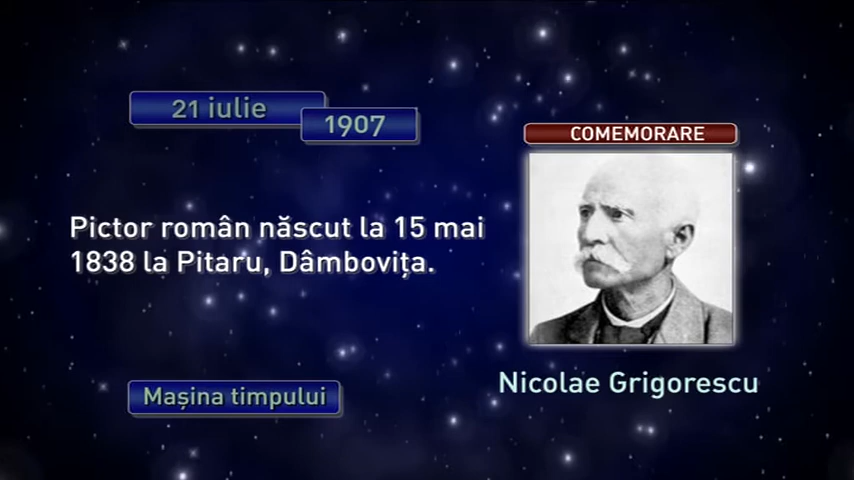 21 iulie
1907
COMEMORARE
Pictor român născut la 15 mai
1838 la Pitaru, Dâmbovița.
Nicolae Grigorescu
Mașina timpului